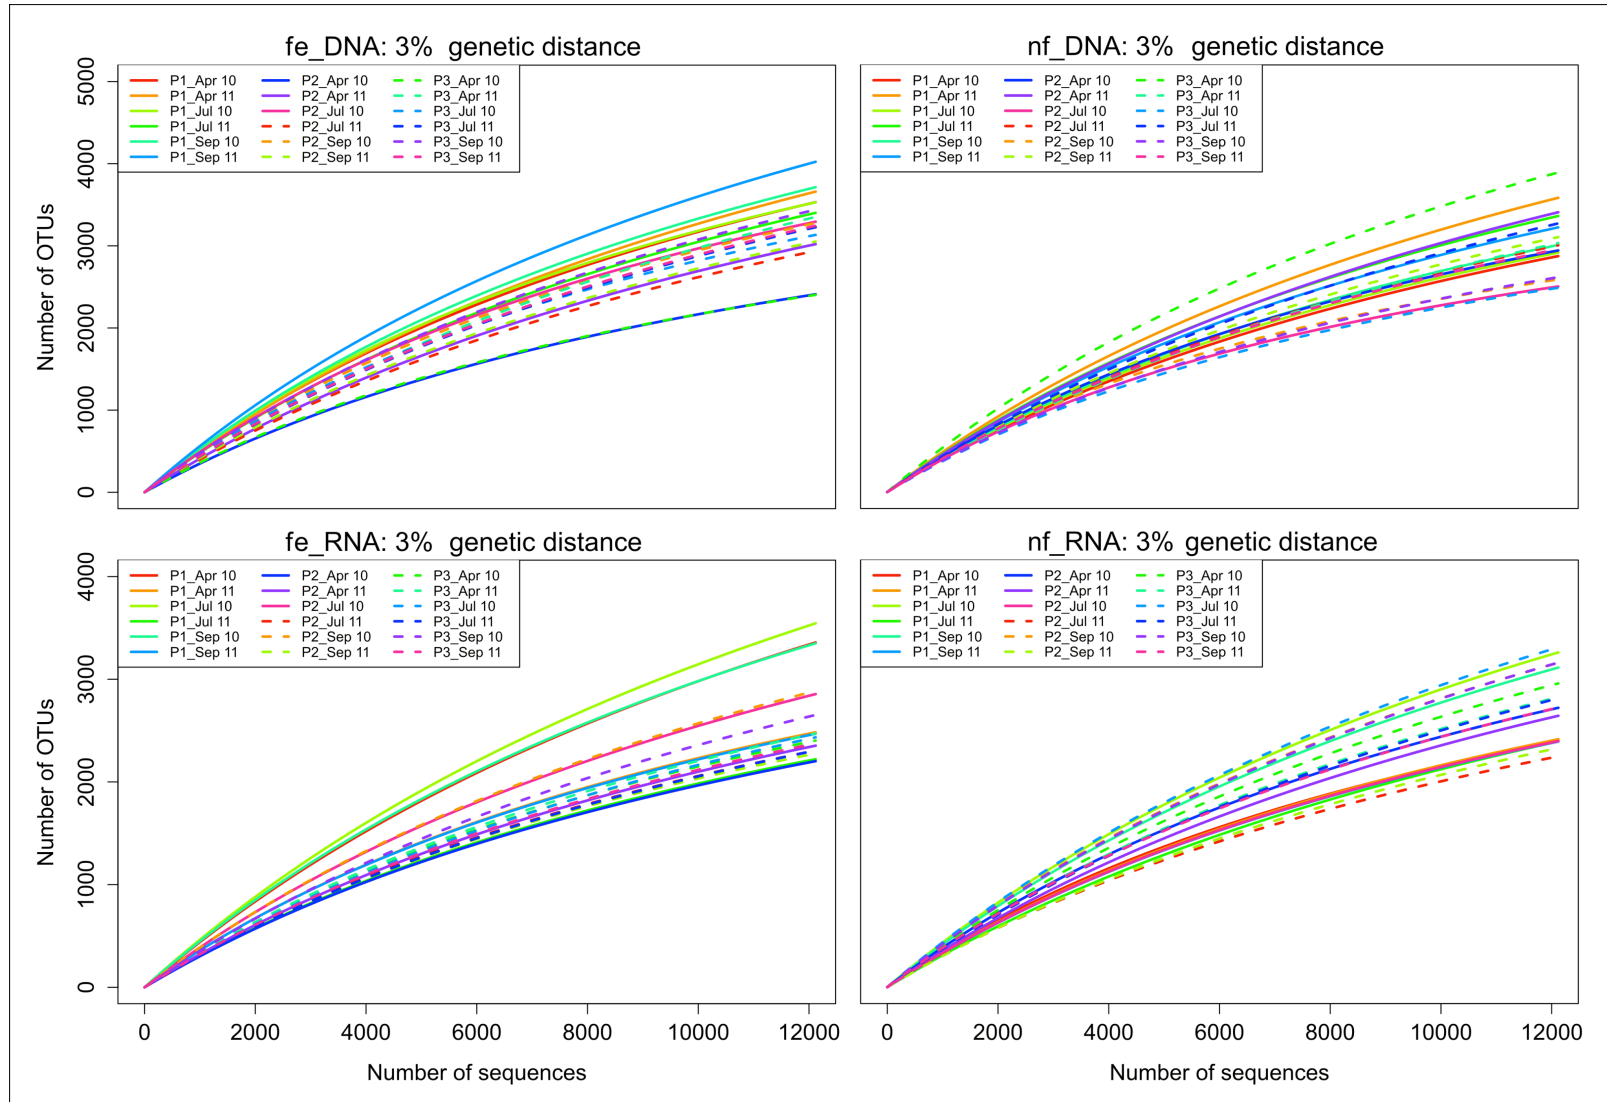 fe_DNA: 3%  genetic distance
P1_Apr 10 P2_Apr 10 P3_Apr 10
P1_Apr 11 P2_Apr 11 P3_Apr 11
P1_Jul 10 P2_Jul 10 P3_Jul 10
P1_Jul 11 P2_Jul 11 P3_Jul 11
P1_Sep 10 P2_Sep 10 P3_Sep 10
P1_Sep 11 P2_Sep 11 P3_Sep 11
Number of OTUs
5000
4000
3000
2000
1000
0
nf_DNA: 3%  genetic distance
P1_Apr 10 P2_Apr 10 P3_Apr 10
P1_Apr 11 P2_Apr 11 P3_Apr 11
P1_Jul 10 P2_Jul 10 P3_Jul 10
P1_Jul 11 P2_Jul 11 P3_Jul 11
P1_Sep 10 P2_Sep 10 P3_Sep 10
P1_Sep 11 P2_Sep 11 P3_Sep 11
fe_RNA: 3%  genetic distance
P1_Apr 10 P2_Apr 10 P3_Apr 10
P1_Apr 11 P2_Apr 11 P3_Apr 11
P1_Jul 10 P2_Jul 10 P3_Jul 10
P1_Jul 11 P2_Jul 11 P3_Jul 11
P1_Sep 10 P2_Sep 10 P3_Sep 10
P1_Sep 11 P2_Sep 11 P3_Sep 11
Number of OTUs
4000
3000
2000
1000
0
0 2000 4000 6000 8000 10000 12000
Number of sequences
nf_RNA: 3% genetic distance
P1_Apr 10 P2_Apr 10 P3_Apr 10
P1_Apr 11 P2_Apr 11 P3_Apr 11
P1_Jul 10 P2_Jul 10 P3_Jul 10
P1_Jul 11 P2_Jul 11 P3_Jul 11
P1_Sep 10 P2_Sep 10 P3_Sep 10
P1_Sep 11 P2_Sep 11 P3_Sep 11
0 2000 4000 6000 8000 10000 12000
Number of sequences